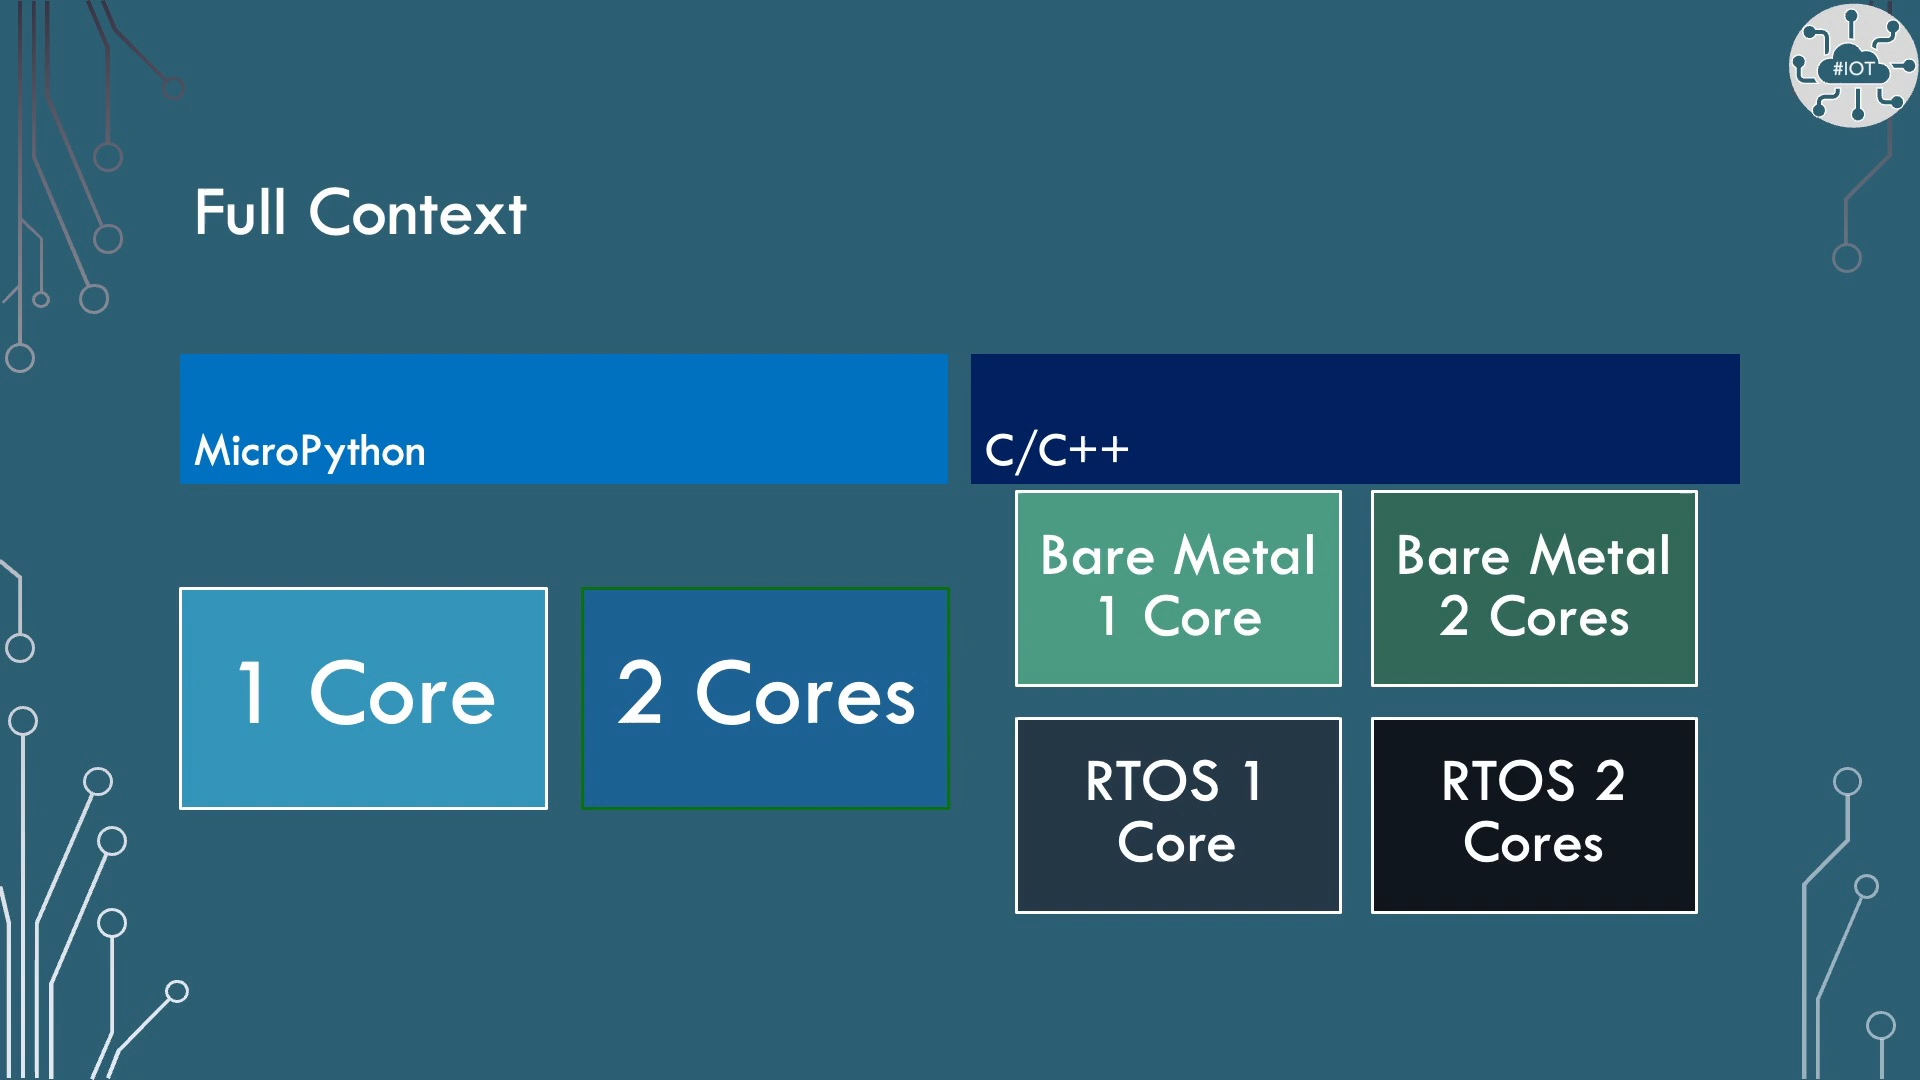 #IOT
Full Context
MicroPython
C/C++
1 Core
2 Cores
Bare Metal
1 Core
Bare Metal
2 Cores
RTOS 1
Core
RTOS 2
Cores